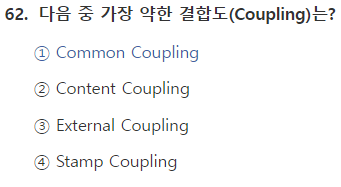 62. 다음 중 가장 약한 결합도(Coupling)는?
① Common Coupling
② Content Coupling
③ External Coupling
④ Stamp Coupling